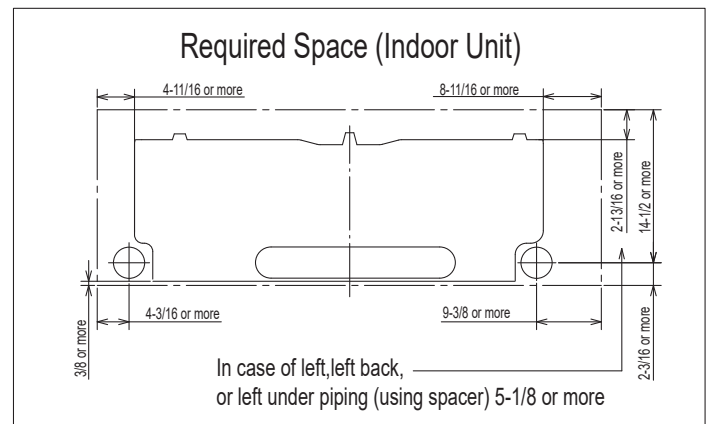 Required Space (Indoor Unit)
4-11/16 or more
8-11/16 or more
2-13/16 or more
14-1/2 or more
3/8 or more
4-3/16 or more
9-3/8 or more
2-3/16 or more
In case of left,left back,
or left under piping (using spacer) 5-1/8 or more